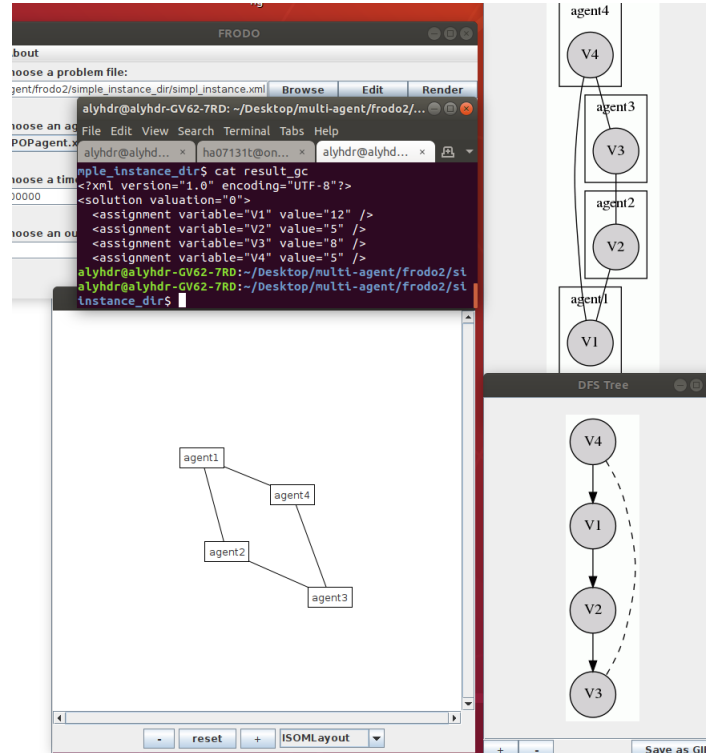 FRODO
bout
hoose a problem file:
gent/frodo2/simple_instance_dir/simpl_instance.xml Browse Edit Render
hoose an ag
POPagent.x
hoose a tim
00000
hoose an ou
alyhdr@alyhdr-GV62-7RD: ~/Desktop/multi-agent/frodo2/...
File Edit View Search Terminal Tabs Help
alyhdr@alyhd... × ha07131t@on... × alyhdr@alyhd... ×
mple_instance_dir$ cat result_gc
<?xml version="1.0" encoding="UTF-8"?>
<solution valuation="0">
<assignment variable="V1" value="12" />
<assignment variable="V2" value="5" />
<assignment variable="V3" value="8" />
<assignment variable="V4" value="5" />
alyhdr@alyhdr-GV62-7RD:~/Desktop/multi-agent/frodo2/si
alyhdr@alyhdr-GV62-7RD:~/Desktop/multi-agent/frodo2/si
instance_dir$
agent1
agent4
agent2
agent3
- reset + ISOMLayout
agent4
V4
agent3
V3
agent2
V2
agent1
V1
DFS Tree
V4
V1
V2
V3
+ - Save as GI